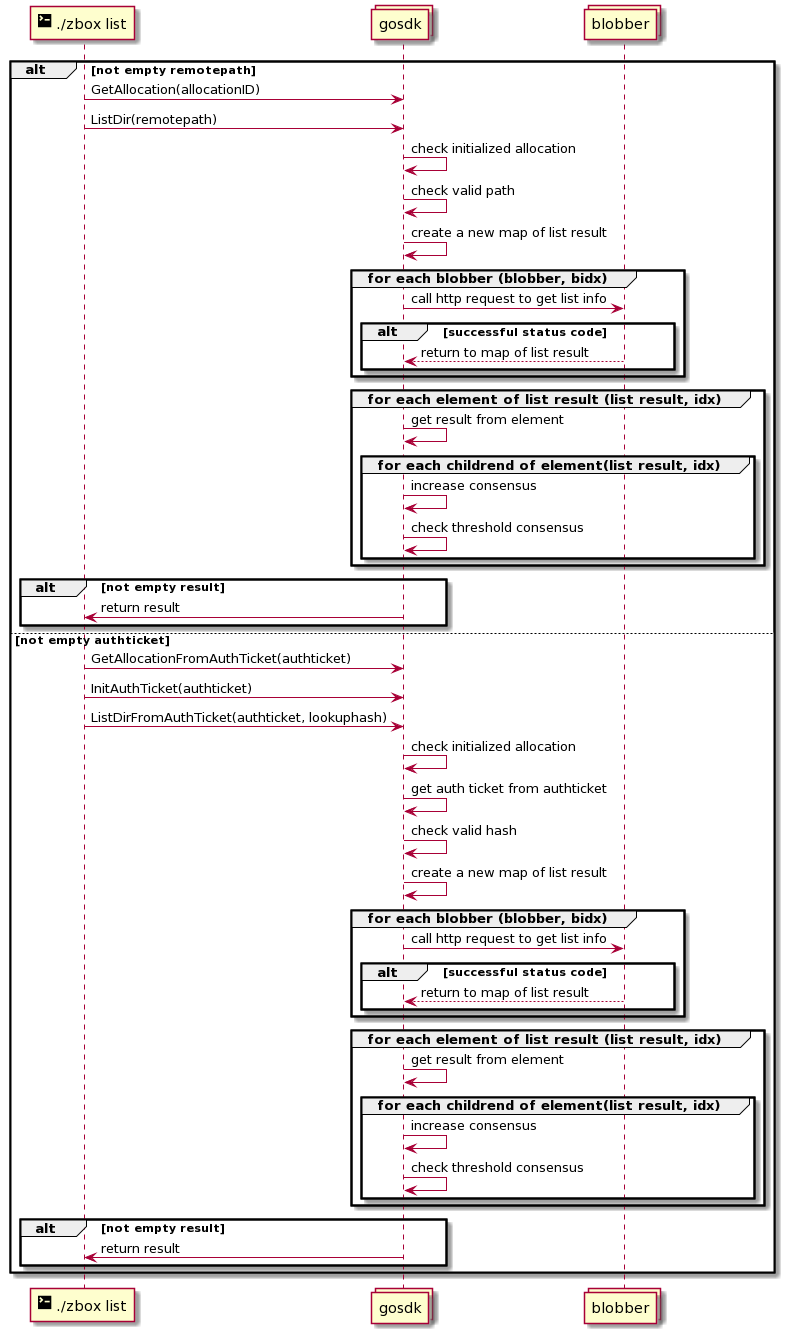 ./zbox list
gosdk
blobber
alt
[not empty remotepath]
GetAllocation(allocationID)
ListDir(remotepath)
check initialized allocation
check valid path
create a new map of list result
for each blobber (blobber, bidx)
call http request to get list info
alt
[successful status code]
return to map of list result
for each element of list result (list result, idx)
get result from element
for each childrend of element(list result, idx)
increase consensus
check threshold consensus
alt
[not empty result]
return result
[not empty authticket]
GetAllocationFromAuthTicket(authticket)
InitAuthTicket(authticket)
ListDirFromAuthTicket(authticket, lookuphash)
check initialized allocation
get auth ticket from authticket
check valid hash
create a new map of list result
for each blobber (blobber, bidx)
call http request to get list info
alt
[successful status code]
return to map of list result
for each element of list result (list result, idx)
get result from element
for each childrend of element(list result, idx)
increase consensus
check threshold consensus
alt
[not empty result]
return result
./zbox list
gosdk
blobber